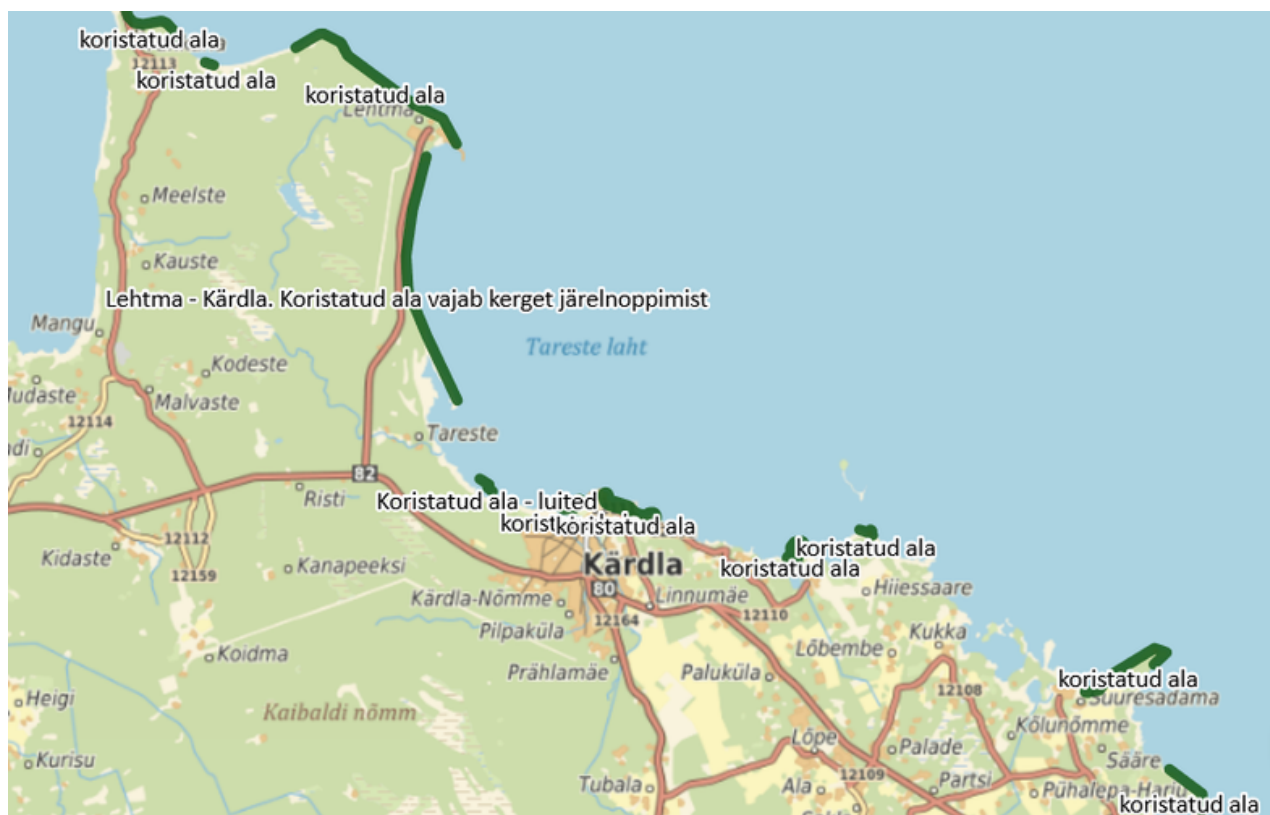 koristatud ala
12113
koristatud ala
koristatud ala
Lehtma
Meelste
Kauste
Lehtma - Kärdla. Koristatud ala vajab kerget järelnoppimist
Mangu
Tareste laht
Kodeste
Malvaste
12114
Tareste
82
Risti
Koristatud ala - luited
koristatud ala
12112
Kidaste
Kanapeeksi
12159
Kärdla
80
koristatud ala
koristatud ala
Hiiessaare
Kärdla-Nõmme
Linnumäe
12164
12110
Pilpaküla
Kukka
Lõbembe
Koidma
Prählamäe
Paluküla
koristatud ala
12108
Suuresadama
Heigi
Kaibaldi nõmm
Kõlunõmme
Lõpe
Palade
Sääre
Kurisu
12109
Tubala
Ala
Partsi
Pühalepa-Harju
koristatud ala